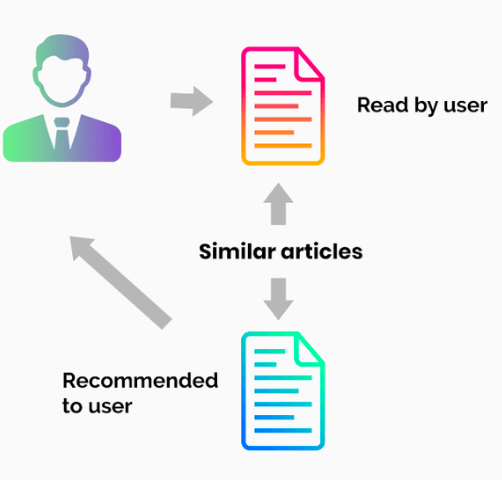 Read by user
Similar articles
Recommended
to user